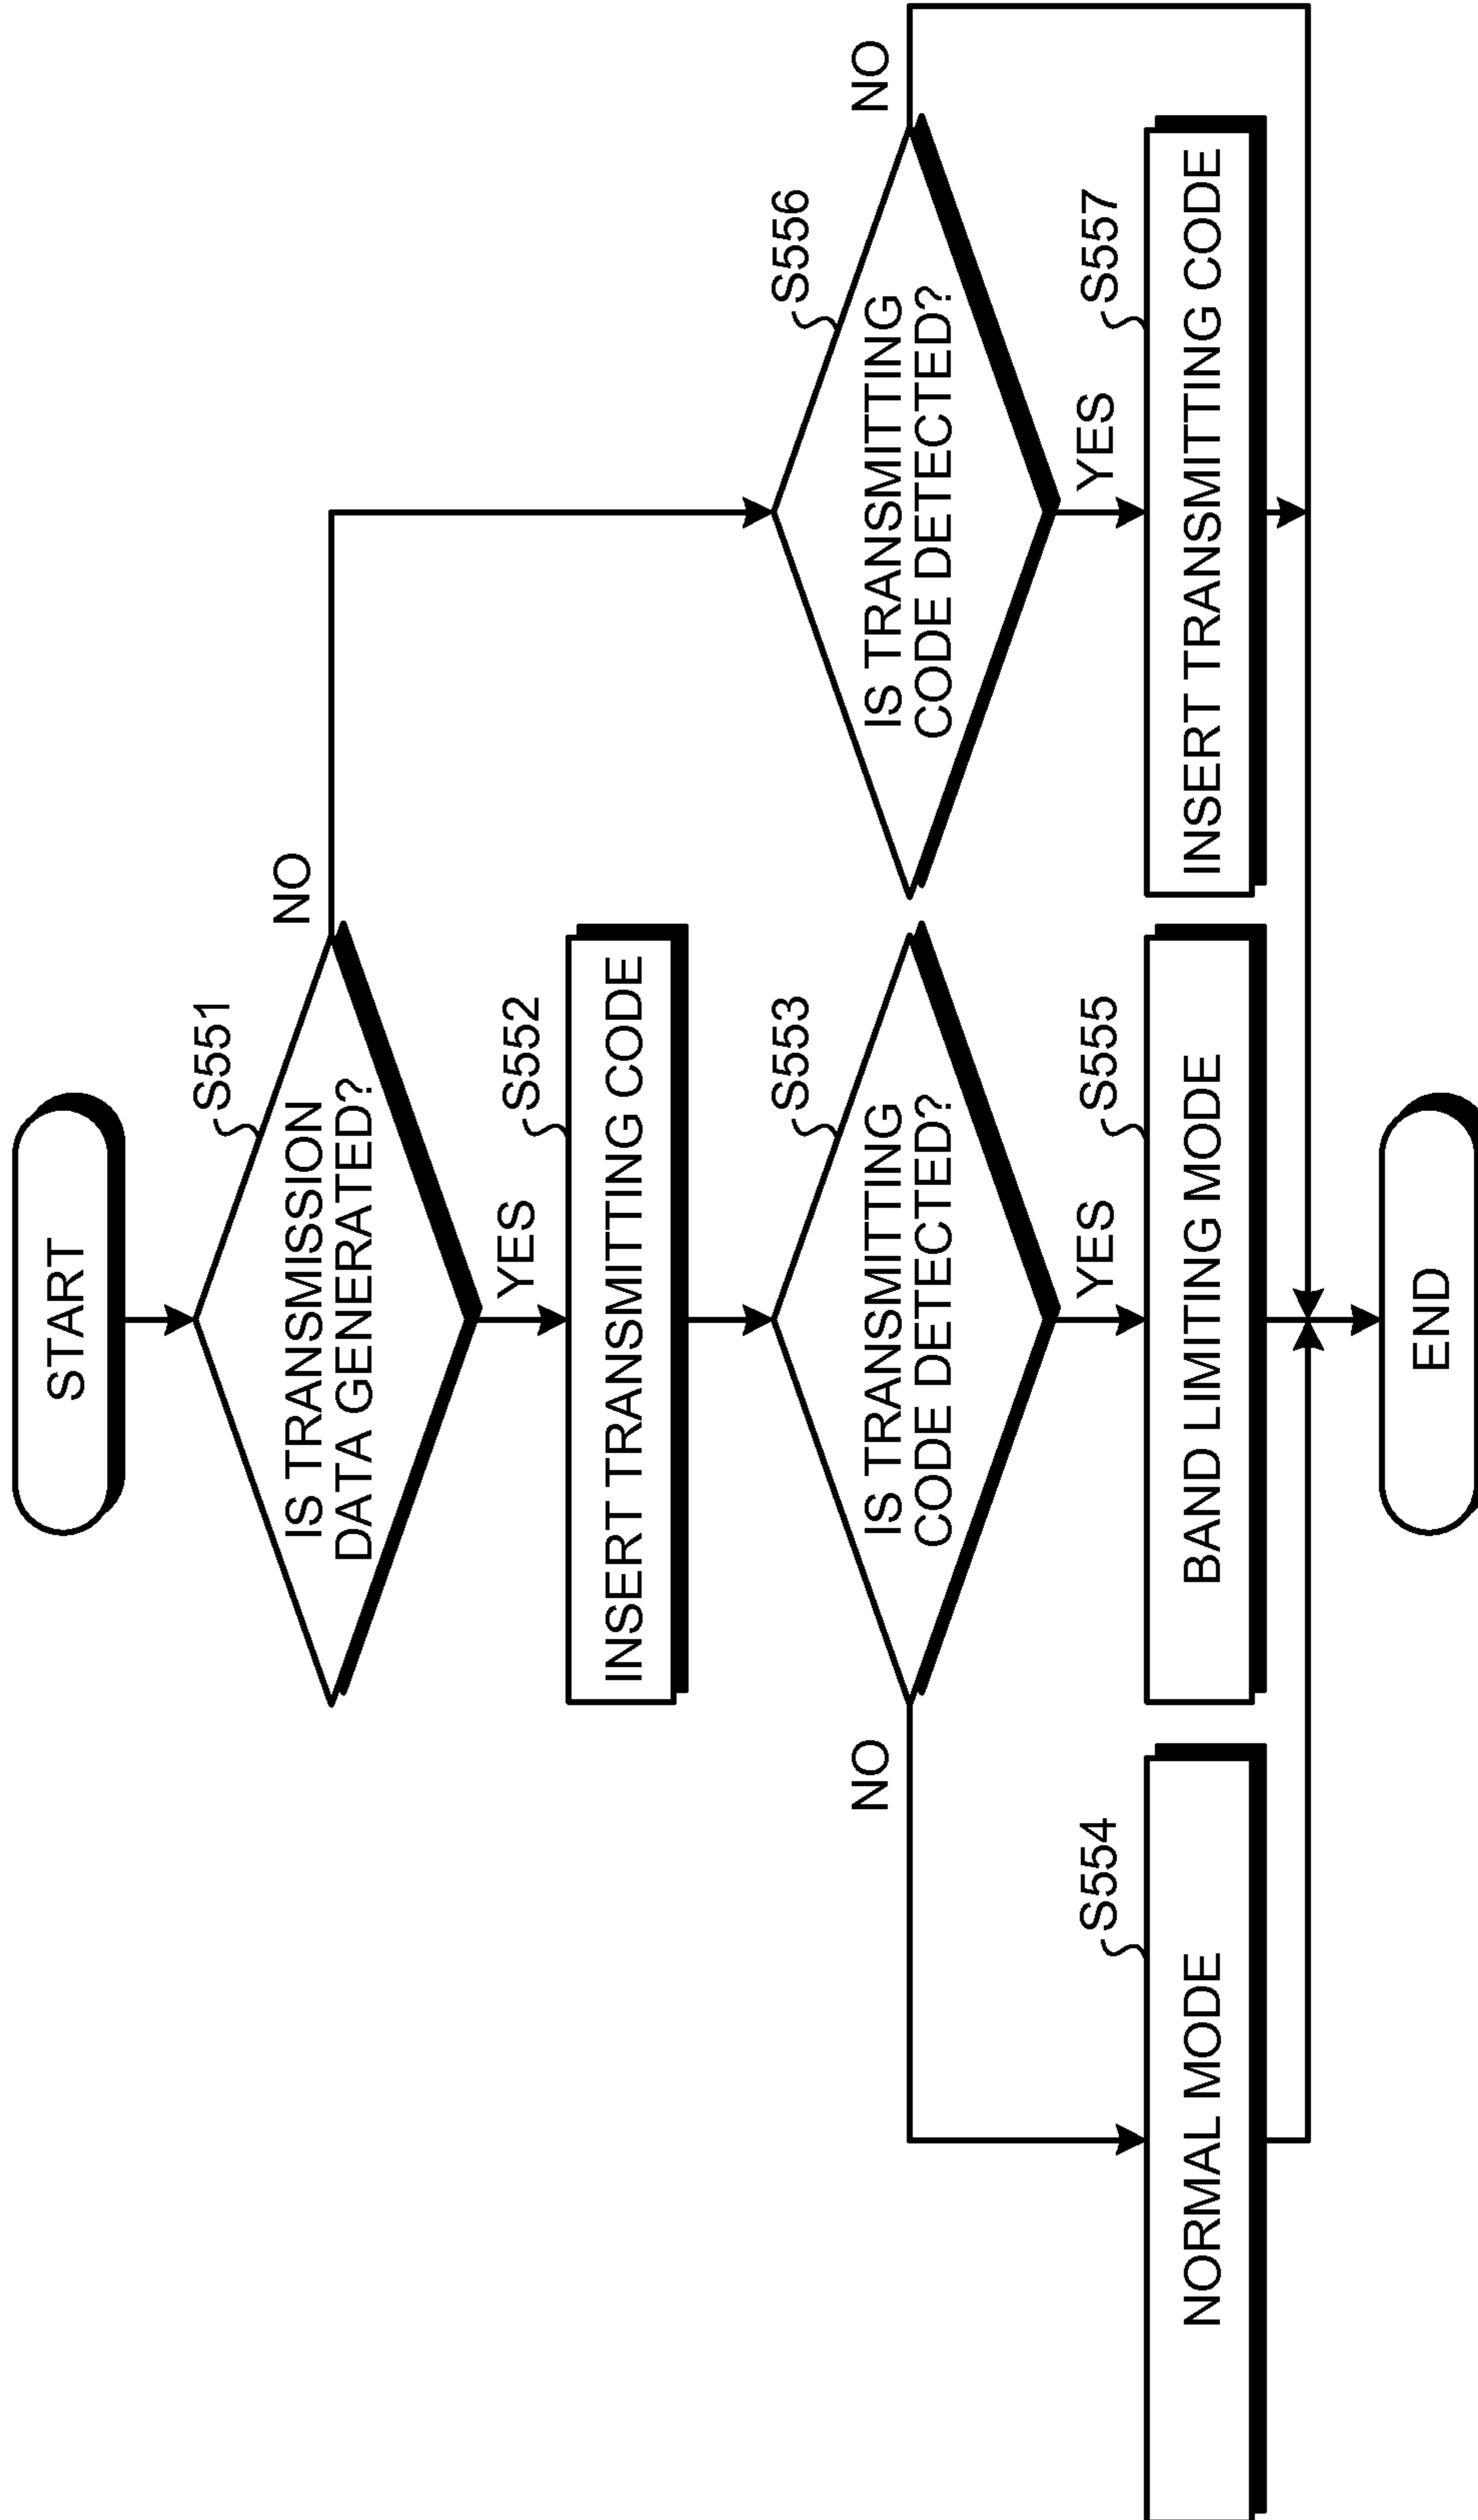 START
S551
IS TRANSMISSION
DATA GENERATED?
NO
YES
S552
INSERT TRANSMITTING CODE
S553
IS TRANSMITTING
CODE DETECTED?
NO
YES
S556
IS TRANSMITTING
CODE DETECTED?
NO
YES
S554
NORMAL MODE
S555
BAND LIMITING MODE
S557
INSERT TRANSMITTING CODE
END